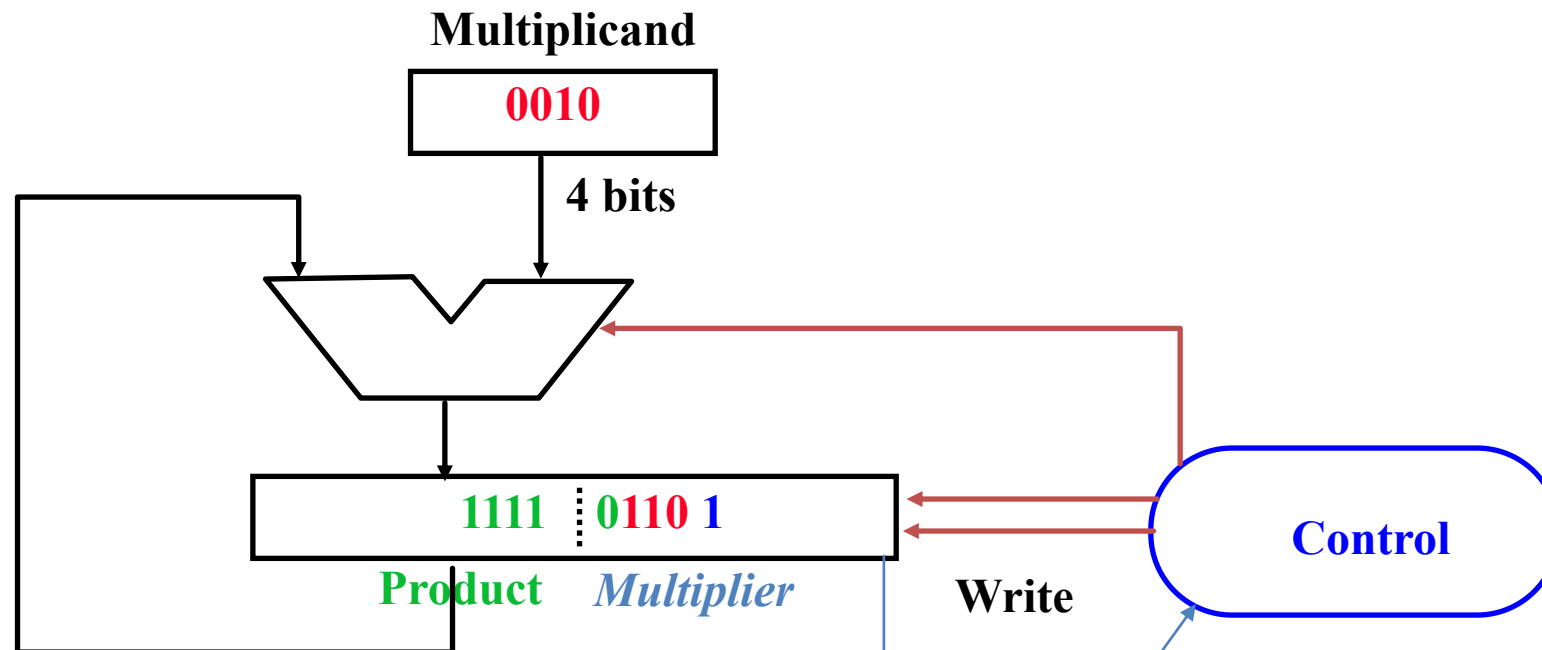 Multiplicand
0010
4 bits
1111 0110 1
Control
Product Multiplier
Write